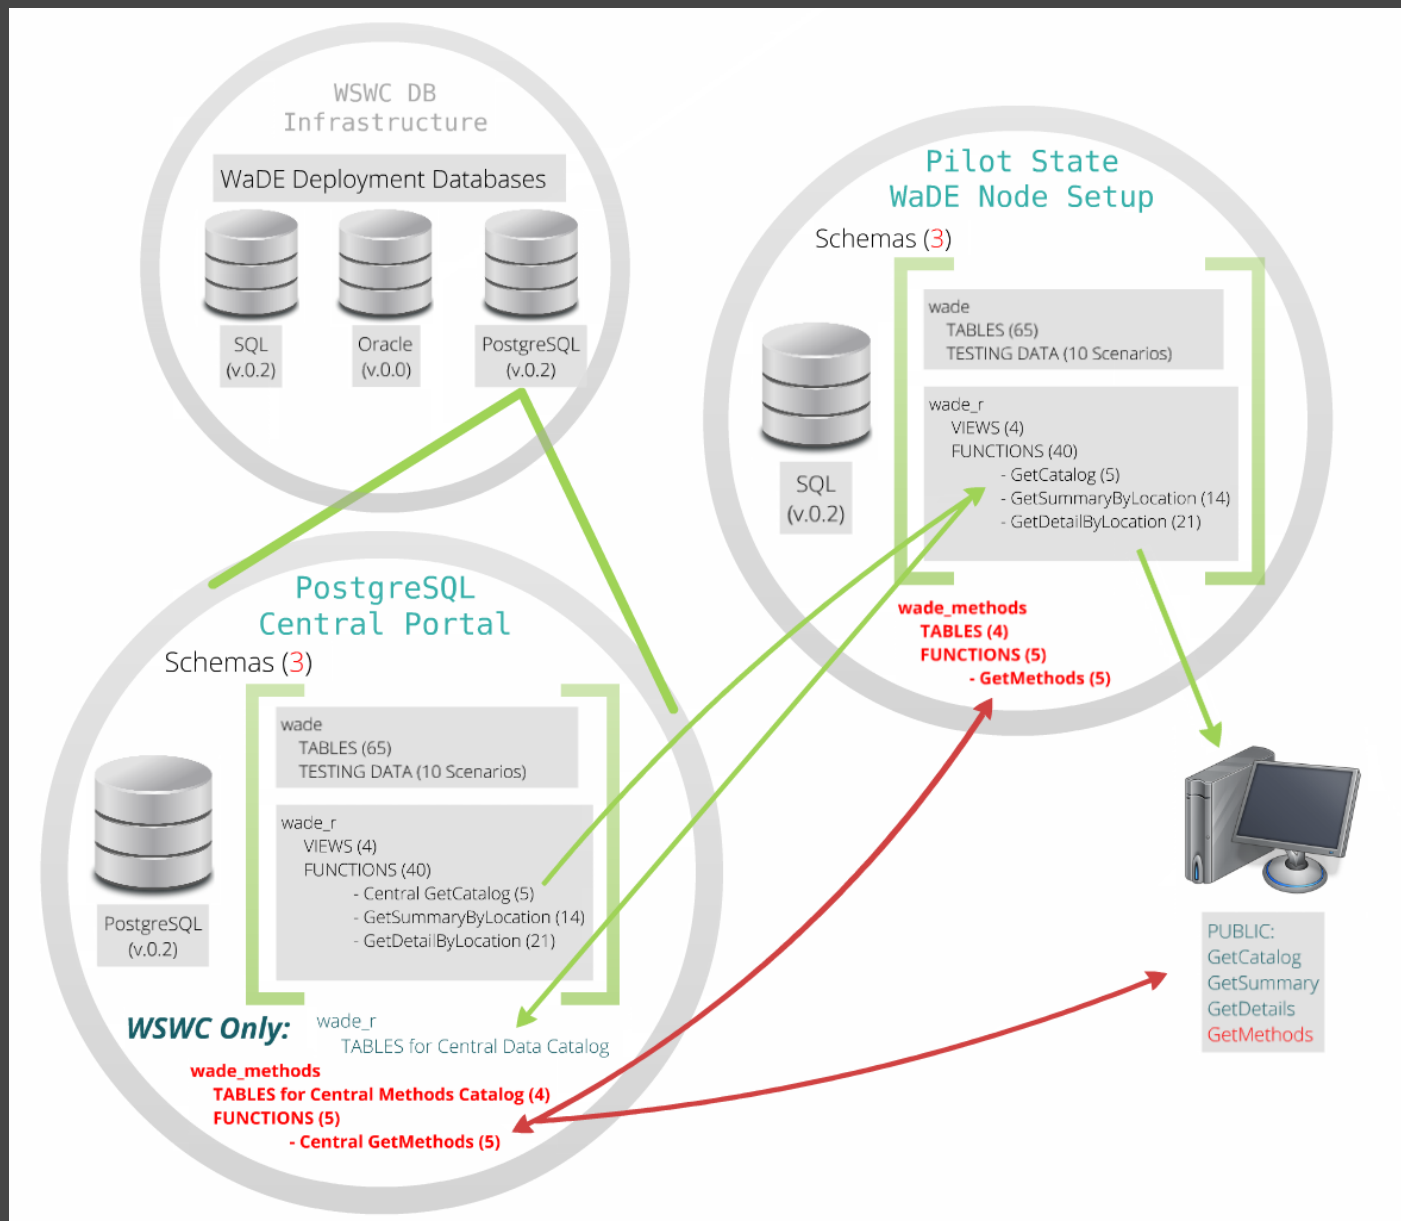 WSWC DB
Infrastructure
WaDE Deployment Databases
SQL
(v.0.2)
Oracle
(v.0.0)
PostgreSQL
(v.0.2)
Pilot State
WaDE Node Setup
Schemas (3)
wade
TABLES (65)
TESTING DATA (10 Scenarios)
wade_r
VIEWS (4)
FUNCTIONS (40)
- GetCatalog (5)
- GetSummaryByLocation (14)
- GetDetailByLocation (21)
SQL
(v.0.2)
wade_methods
TABLES (4)
FUNCTIONS (5)
- GetMethods (5)
PostgreSQL
Central Portal
Schemas (3)
wade
TABLES (65)
TESTING DATA (10 Scenarios)
wade_r
VIEWS (4)
FUNCTIONS (40)
- Central GetCatalog (5)
- GetSummaryByLocation (14)
- GetDetailByLocation (21)
PostgreSQL
(v.0.2)
WSWC Only:
wade_r
TABLES for Central Data Catalog
wade_methods
TABLES for Central Methods Catalog (4)
FUNCTIONS (5)
- Central GetMethods (5)
PUBLIC:
GetCatalog
GetSummary
GetDetails
GetMethods